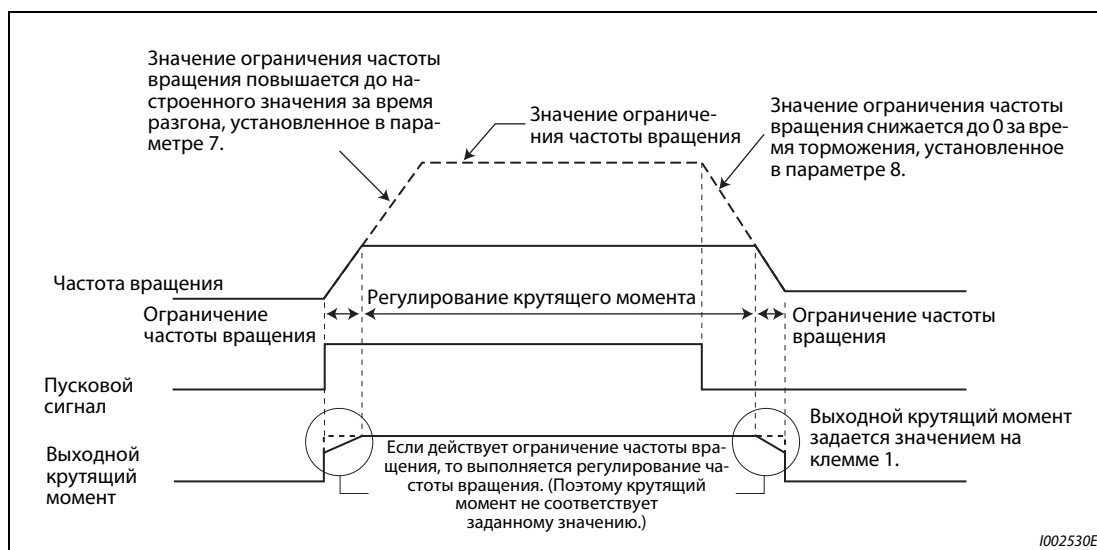 Значение ограничения частоты
вращения повышается до на-
строенного значения за время
разгона, установленное в пара-
метре 7.
Значение ограниче-
ния частоты вращения
Значение ограничения частоты
вращения снижается до 0 за вре-
мя торможения, установленное
в параметре 8.
Частота вращения
Ограничение
частоты вращения
Регулирование крутящего момента
Ограничение частоты
вращения
Пусковой
сигнал
Выходной
крутящий
момент
Если действует ограничение частоты вра-
щения, то выполняется регулирование ча-
стоты вращения. (Поэтому крутящий
момент не соответствует
заданному значению.)
Выходной крутящий момент
задается значением на
клемме 1.
I002530E